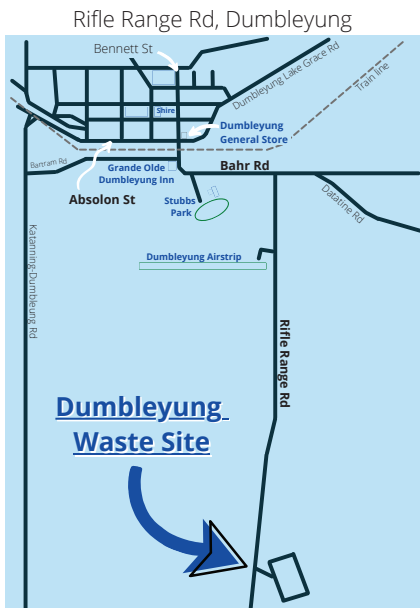 Rifle Range Rd, Dumbleyung
Bennett St
Dumbleyung Lake Grace Rd
Train line
Shire
Dumbleyung
General Store
Bartram Rd
Grande Olde
Dumbleyung Inn
Bahr Rd
Absolon St
Stubbs
Park
Datatine Rd
Katanning-Dumbleung Rd
Dumbleyung Airstrip
Rifle Range Rd
Dumbleyung
Waste Site